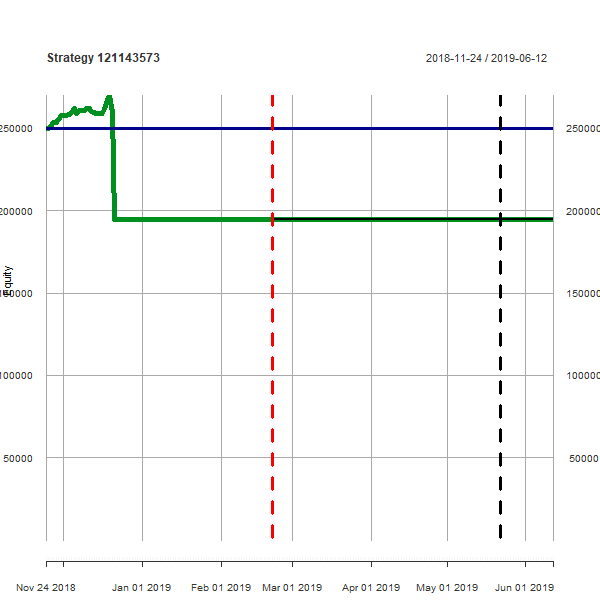 Strategy 121143573
2018-11-24 / 2019-06-12
250000 250000
200000 200000
150000 150000
100000 100000
50000 50000
Equity
Nov 24 2018 Jan 01 2019 Feb 01 2019 Mar 01 2019 Apr 01 2019 May 01 2019 Jun 01 2019